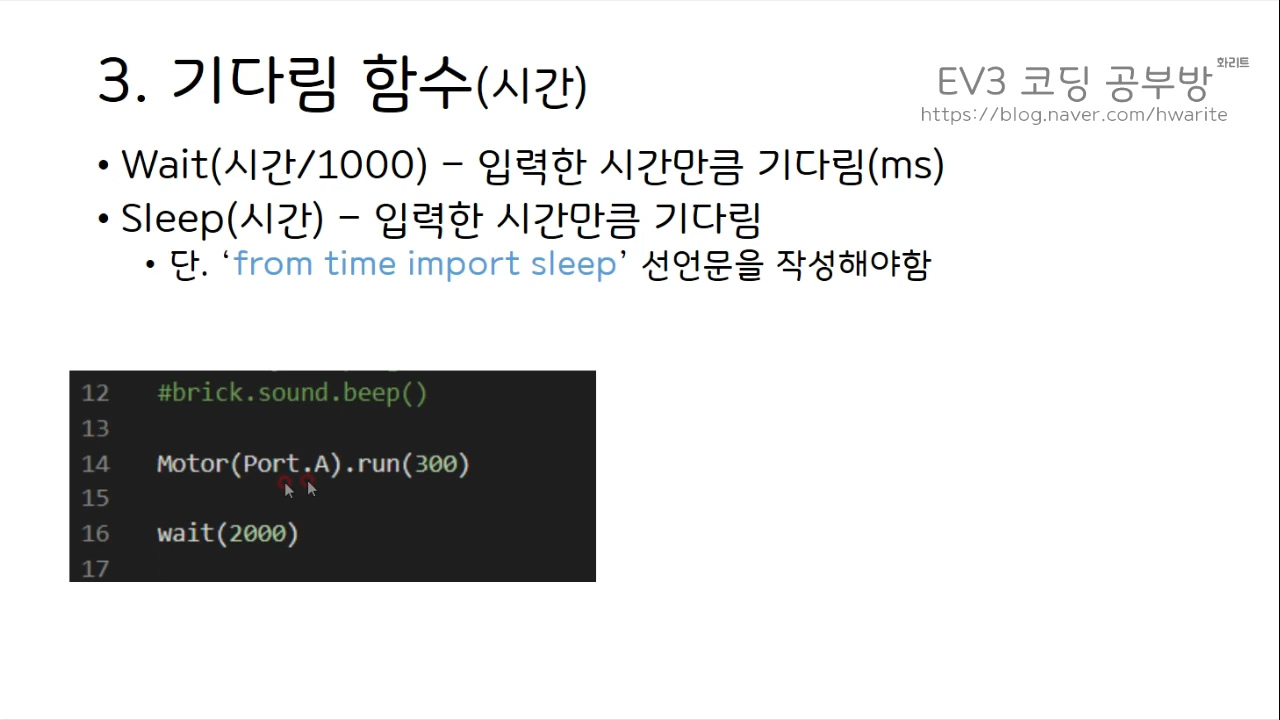 3. 기다림 함수(시간)
화리트
EV3 코딩 공부방
https://blog.naver.com/hwarite
• Wait(시간/1000) – 입력한 시간만큼 기다림(ms)
• Sleep(시간) – 입력한 시간만큼 기다림
• 단. ‘from time import sleep’ 선언문을 작성해야함
12 #brick.sound.beep()
13
14 Motor(Port.A).run(300)
15
16 wait(2000)
17